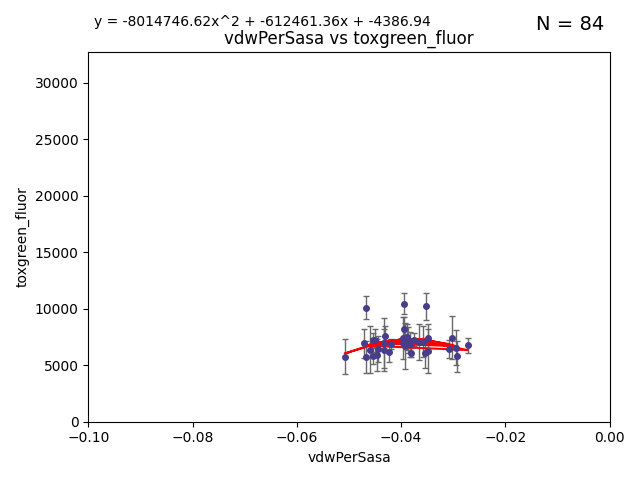 y = -8014746.62x^2 + -612461.36x + -4386.94
N = 84
vdwPerSasa vs toxgreen_fluor
30000
25000
20000
15000
10000
5000
0
toxgreen_fluor
−0.10 −0.08 −0.06 −0.04 −0.02 0.00
vdwPerSasa